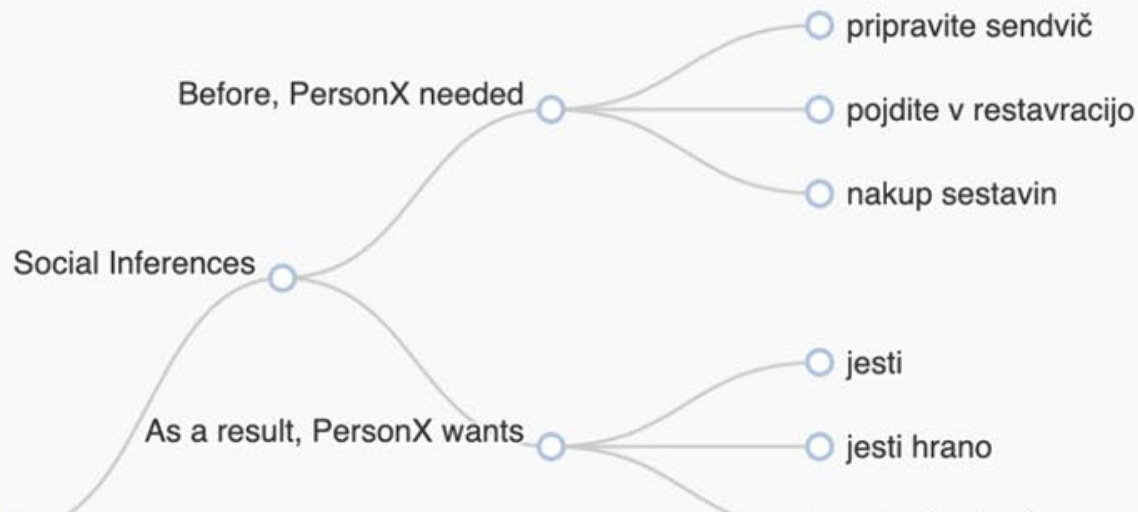 pripravite sendvič
Before, PersonX needed
pojdite v restavracijo
nakup sestavin
Social Inferences
jesti
As a result, PersonX wants
jesti hrano